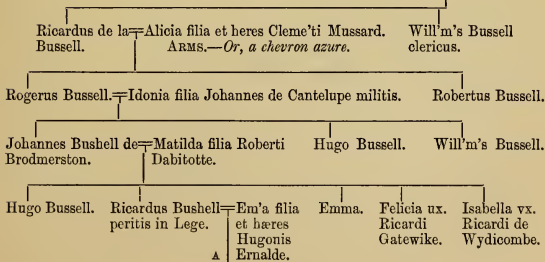 Ricardus de la=Alicia filia et heres Cleme'ti Mussard. Will'm's Bussell
Bussell. ARMS.—Or, a chevron azure. clericus.
Rogerus Bussell.=Idonia filia Johannes de Cantelupe militis. Robertus Bussell.
Johannes Bushell de=Matilda filia Roberti Hugo Bussell. Will'm's Bussell.
Brodmerston. Dabitotte.
Hugo Bussell. Ricardus Bushell=Em'a filia Emma. Felicia ux. Isabella vx.
peritis in Lege. et hæres Ricardi Ricardi de
Hugonis Gatewike. Wydicombe.
A Ernalde.